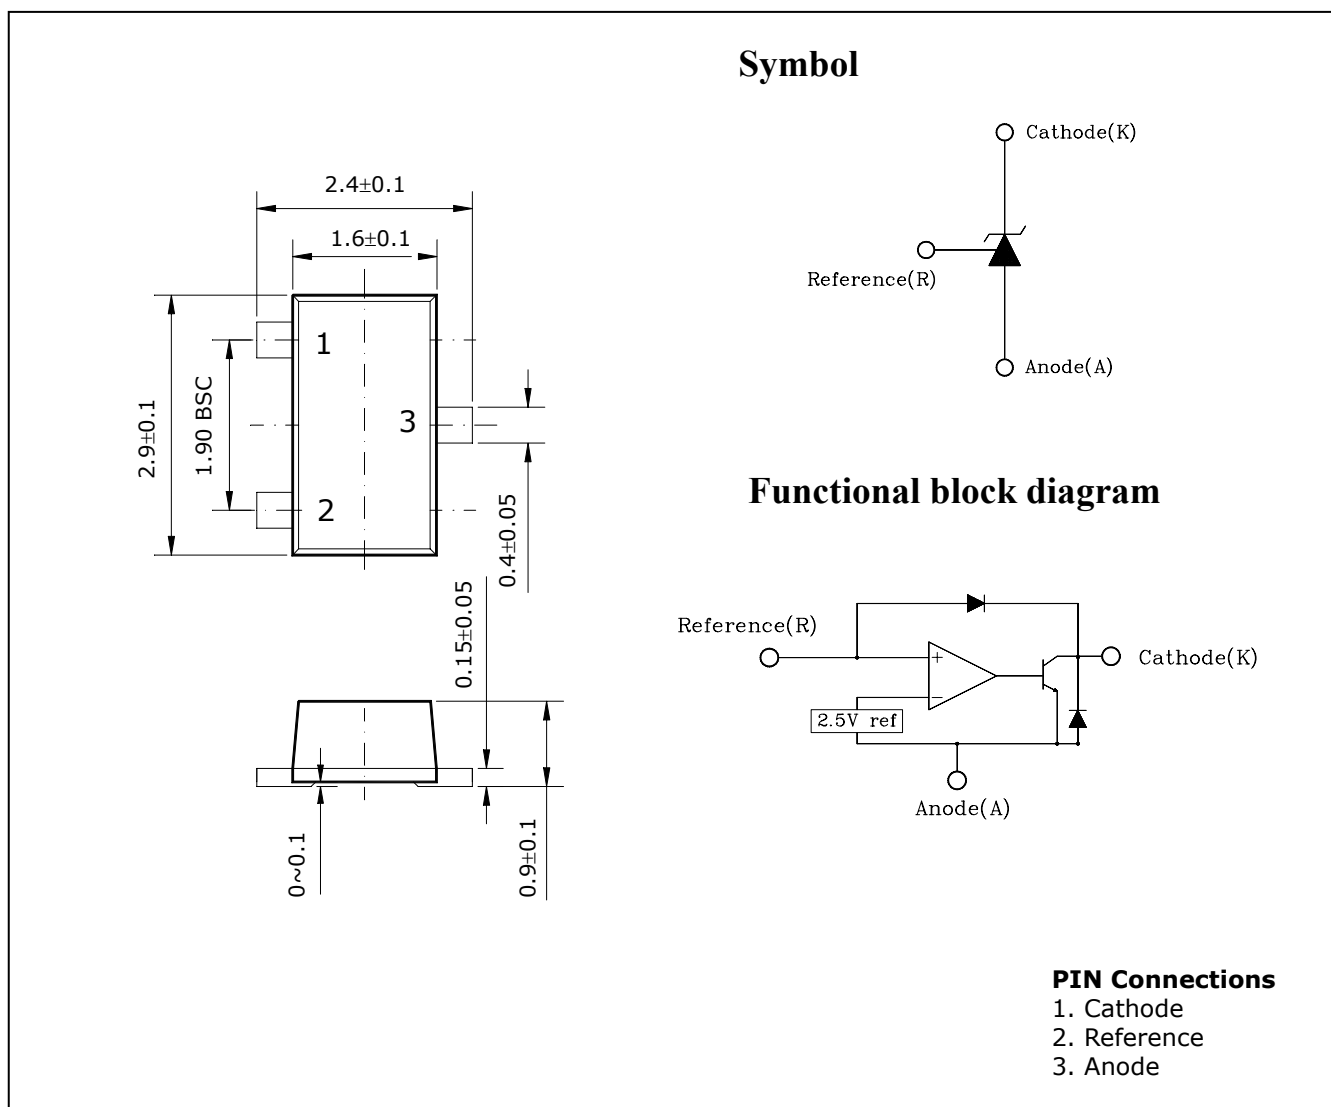 Symbol
Cathode(K)
Reference(R)
Anode(A)
2.4±0.1
1.6±0.1
1
2
3
2.9±0.1
1.90 BSC
0.4±0.05
0.15±0.05
0~0.1
0.9±0.1
Functional block diagram
Reference(R)
+
−
2.5V ref
Cathode(K)
Anode(A)
PIN Connections
1. Cathode
2. Reference
3. Anode